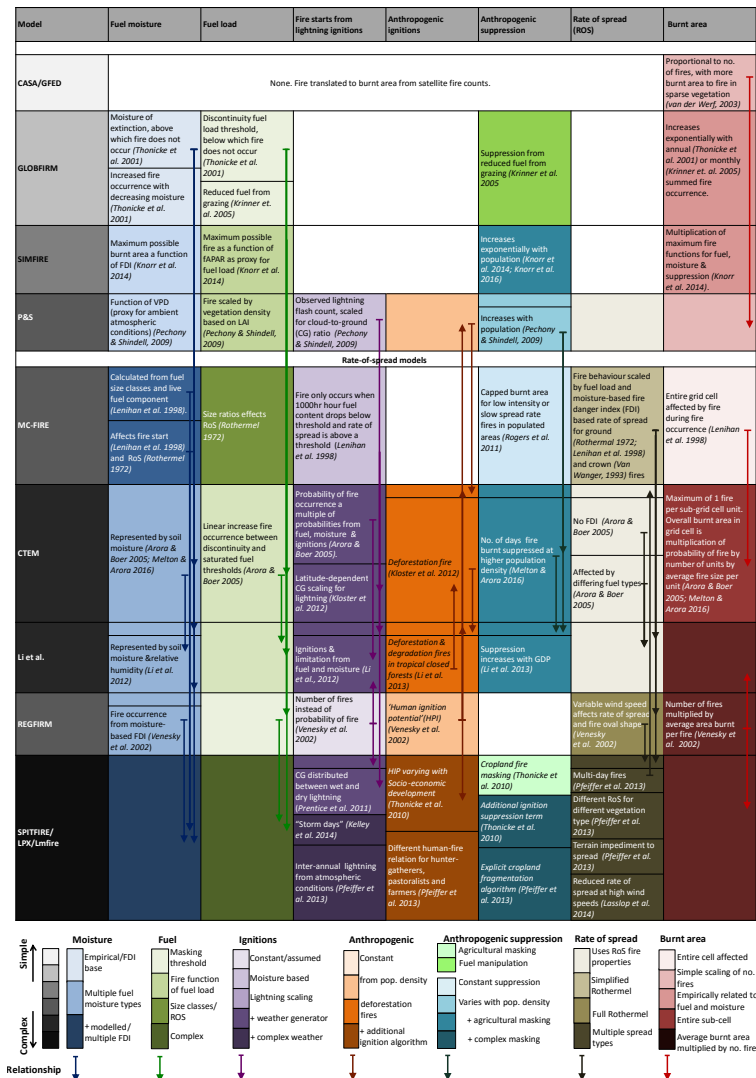 Model
Fuel moisture
Fuel load
Fire starts from
lightning ignitions
Anthropogenic
ignitions
Anthropogenic
suppression
Rate of spread
(ROS)
Burnt area
CASA/GFED
None. Fire translated to burnt area from satellite fire counts.
Proportional to no.
of fires, with more
burnt area to fire in
sparse vegetation
(van der Werf, 2003)
GLOBFIRM
Moisture of
extinction, above
which fire does not
occur (Thonicke et
al. 2001)
Increased fire
occurrence with
decreasing moisture
(Thonicke et al.
2001)
Discontinuity fuel
load threshold,
below which fire
does not occur
(Thonicke et al.
2001)
Reduced fuel from
grazing (Krinner et.
al. 2005)
Suppression from
reduced fuel from
grazing (Krinner et al.
2005
Increases
exponentially with
annual (Thonicke et
al. 2001) or monthly
(Krinner et. al. 2005)
summed fire
occurrence.
SIMFIRE
Maximum possible
burnt area a function
of FDI (Knorr et al.
2014)
Maximum possible
fire as a function of
fAPAR as proxy for
fuel load (Knorr et al.
2014)
Increases
exponentially with
population (Knorr et
al. 2014; Knorr et al.
2016)
Multiplication of
maximum fire
functions for fuel,
moisture &
suppression (Knorr
et al. 2014).
P&S
Function of VPD
(proxy for ambient
atmospheric
conditions) (Pechony
& Shindell, 2009)
Fire scaled by
vegetation density
based on LAI
(Pechony & Shindell,
2009)
Observed lightning
flash count, scaled
for cloud-to-ground
(CG) ratio (Pechony
& Shindell, 2009)
Increases with
population (Pechony
& Shindell, 2009)
Rate-of-spread models
MC-FIRE
Calculated from fuel
size classes and live
fuel component
(Lenihan et al. 1998).
Affects fire start
(Lenihan et al. 1998)
and RoS (Rothermel
1972)
Size ratios effects
RoS (Rothermel
1972)
Fire only occurs when
1000hr hour fuel
content drops below
threshold and rate of
spread is above a
threshold (Lenihan et
al. 1998)
Capped burnt area
for low intensity or
slow spread rate
fires in populated
areas (Rogers et al.
2011)
Fire behaviour scaled
by fuel load and
moisture-based fire
danger index (FDI)
based rate of spread
for ground
(Rothermal 1972;
Lenihan et al. 1998)
and crown (Van
Wanger, 1993) fires
Entire grid cell
affected by fire
during fire
occurrence (Lenihan
et al. 1998)
CTEM
Represented by soil
moisture (Arora &
Boer 2005; Melton &
Arora 2016)
Linear increase fire
occurrence between
discontinuity and
saturated fuel
thresholds (Arora &
Boer 2005)
Probability of fire
occurrence a
multiple of
probabilities from
fuel, moisture &
ignitions (Arora &
Boer 2005).
Latitude-dependent
CG scaling for
lightning (Kloster et
al. 2012)
Deforestation fire
(Kloster et al. 2012)
No. of days fire
burnt suppressed at
higher population
density (Melton &
Arora 2016)
No FDI (Arora &
Boer 2005)
Affected by
differing fuel types
(Arora & Boer
2005)
Maximum of 1 fire
per sub-grid cell unit.
Overall burnt area in
grid cell is
multiplication of
probability of fire by
number of units by
average fire size per
unit (Arora & Boer
2005; Melton &
Arora 2016)
Li et al.
Represented by soil
moisture &relative
humidity (Li et al.
2012)
Ignitions &
limitation from
fuel and moisture (Li
et al., 2012)
Deforestation &
degradation fires
in tropical closed
forests (Li et al.
2013)
Suppression
increases with GDP
(Li et al. 2013)
REGFIRM
Fire occurrence
from moisture-
based FDI (Venesky
et al. 2002)
Number of fires
instead of
probability of fire
(Venesky et al.
2002)
'Human ignition
potential'(HPI)
(Venesky et al.
2002)
Variable wind speed
affects rate of spread
and fire oval shape
(Venesky
et al. 2002)
Number of fires
multiplied by
average area burnt
per fire (Venesky et
al. 2002)
SPITFIRE/
LPX/Lmfire
CG distributed
between wet and
dry lightning
(Prentice et al. 2011)
"Storm days" (Kelley
et al. 2014)
Inter-annual lightning
from atmospheric
conditions (Pfeiffer et
al. 2013)
HIP varying with
Socio-economic
development
(Thonicke et al.
2010)
Different human-fire
relation for hunter-
gatherers,
pastoralists and
farmers (Pfeiffer et
al. 2013)
Cropland fire
masking (Thonicke et
al. 2010)
Additional ignition
suppression term
(Thonicke et al.
2010)
Explicit cropland
fragmentation
algorithm (Pfeiffer et
al. 2013)
Multi-day fires
(Pfeiffer et al. 2013)
Different RoS for
different vegetation
type (Pfeiffer et al.
2013)
Terrain impediment to
spread (Pfeiffer et al.
2013)
Reduced rate of
spread at high wind
speeds (Lasslop et al.
2014)
Simple
Complex
Moisture
Empirical/FDI
base
Multiple fuel
moisture types
+ modelled/
multiple FDI
Fuel
Masking
threshold
Fire function
of fuel load
Size classes/
ROS
Complex
Ignitions
Constant/assumed
Moisture based
Lightning scaling
+ weather generator
+ complex weather
Anthropogenic
Constant
from pop. density
deforestation
fires
+ additional
ignition algorithm
Anthropogenic suppression
Agricultural masking
Fuel manipulation
Constant suppression
Varies with pop. density
+ agricultural masking
+ complex masking
Rate of spread
Uses RoS fire
properties
Simplified
Rothermel
Full Rothermel
Multiple spread
types
Burnt area
Entire cell affected
Simple scaling of no.
fires
Empirically related to
fuel and moisture
Entire sub-cell
Average burnt area
multiplied by no. fire
Relationship